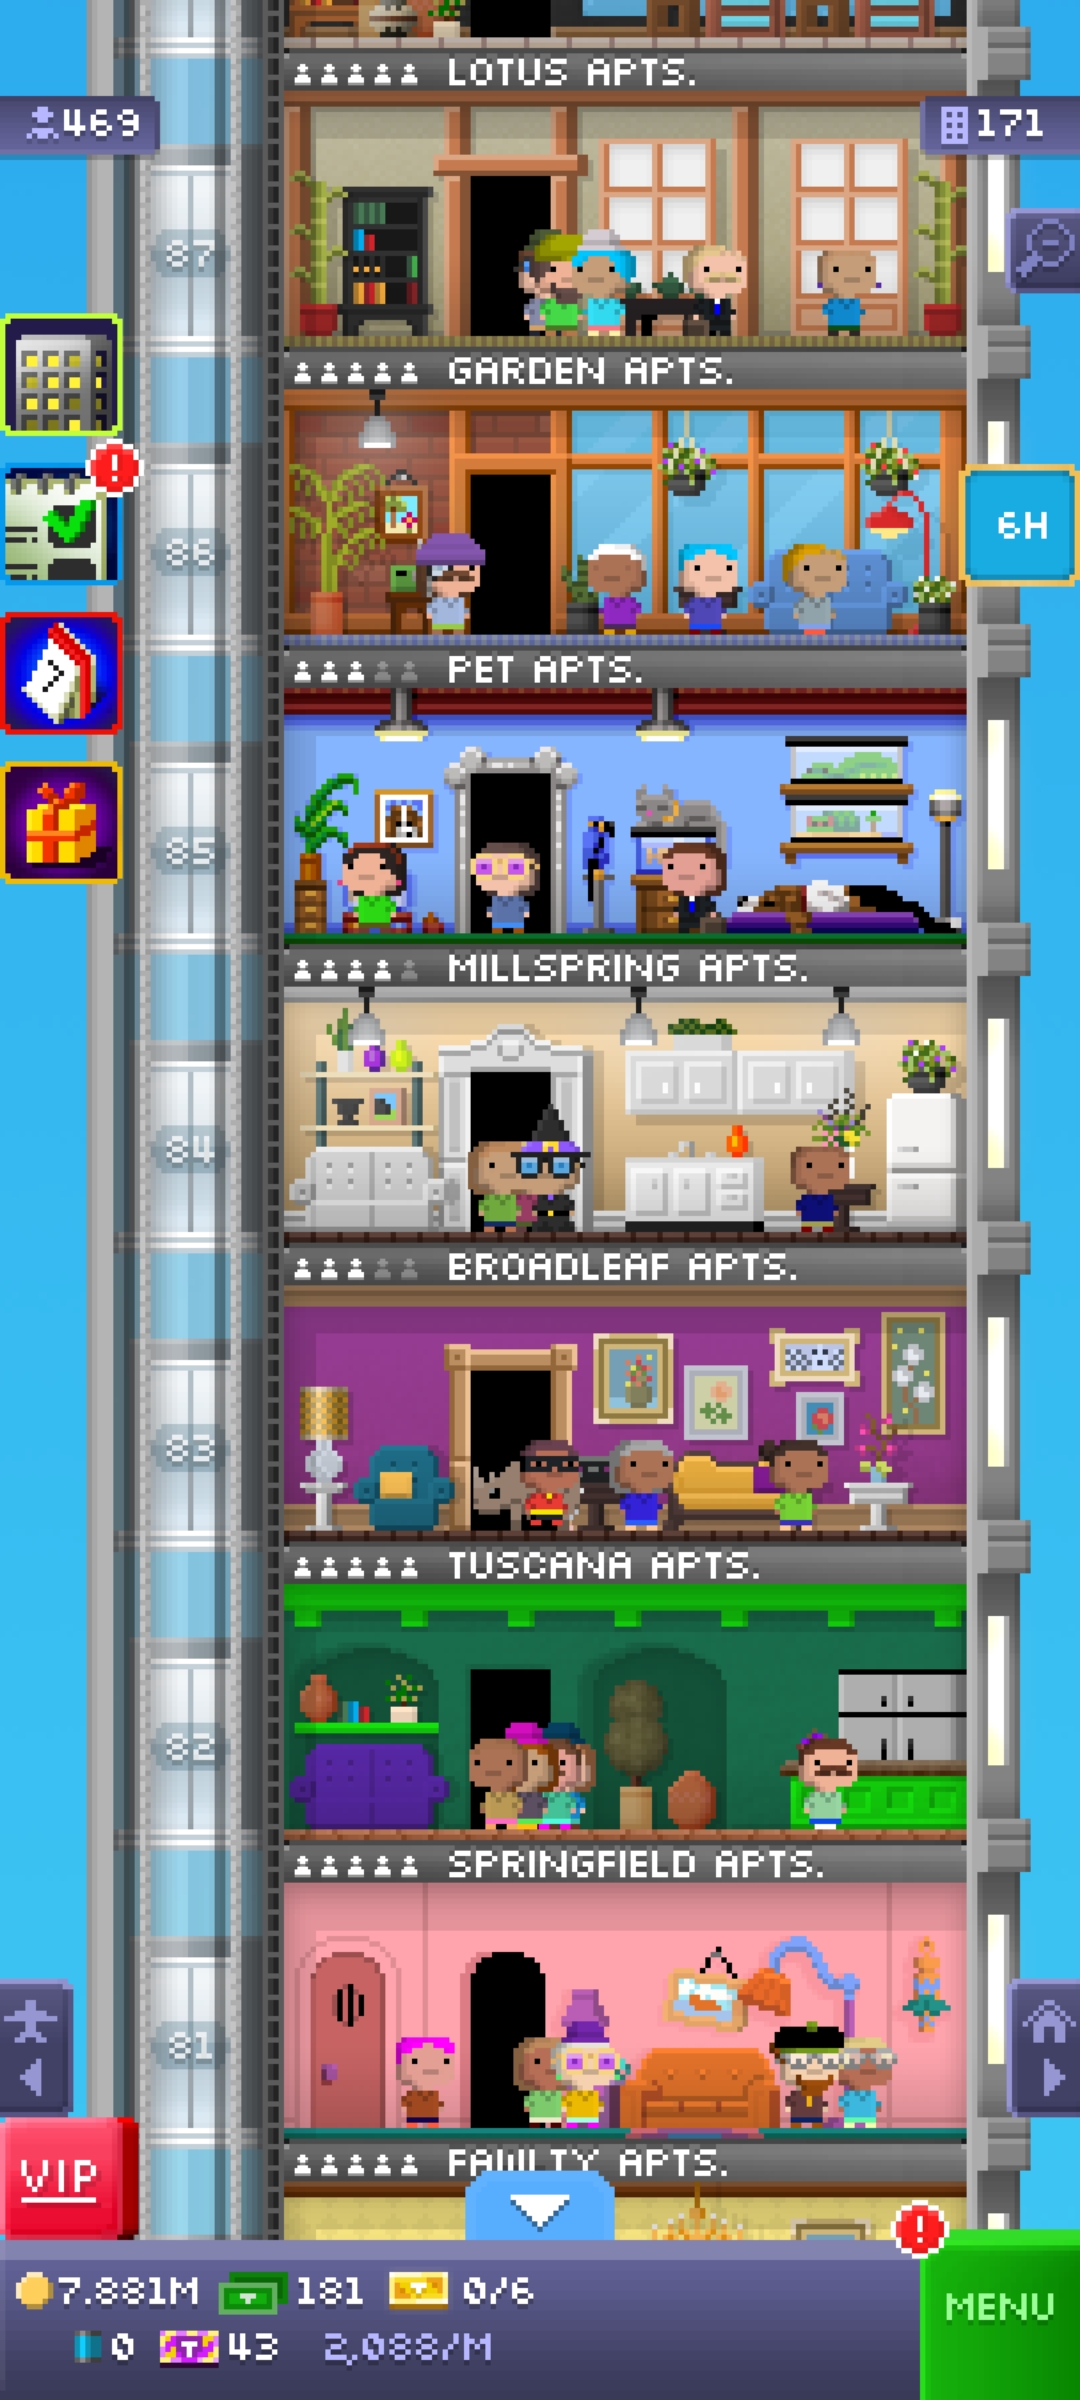 LOTUS APTS.
469
171
87
GARDEN APTS.
86
6H
PET APTS.
85
MILLSPRING APTS.
84
BROADLEAF APTS.
83
TUSCANA APTS.
82
SPRINGFIELD APTS.
81
VIP
FAWLTY APTS.
7.881M 181 0/6
MENU
0 43 2,088/M